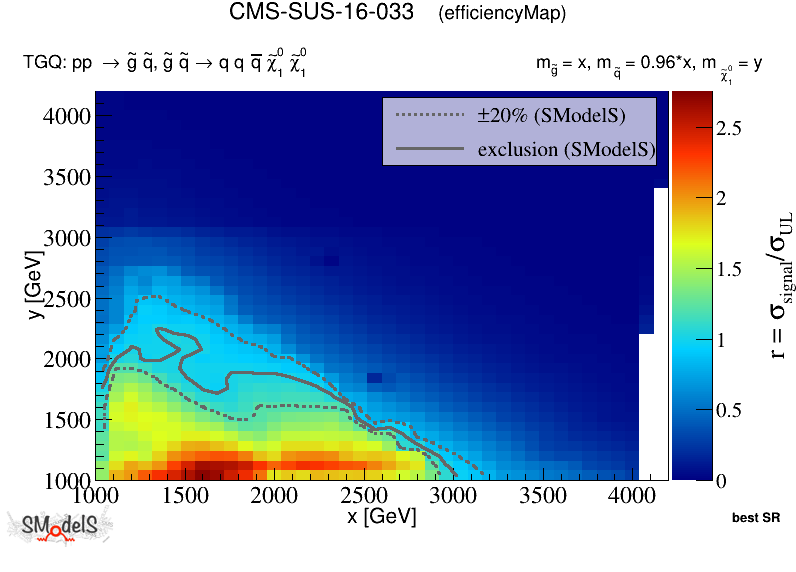 CMS-SUS-16-033 (efficiencyMap)
TGQ: pp → g̃ q̃, g̃ q̃ → q q q̅ χ̃₁⁰ χ̃₁⁰
m_g̃ = x, m_q̃ = 0.96*x, m_χ̃₁⁰ = y
±20% (SModelS)
exclusion (SModelS)
4000
3500
3000
2500
2000
1500
1000
y [GeV]
1000 1500 2000 2500 3000 3500 4000
x [GeV]
2.5
2
1.5
1
0.5
0
r = σ_signal/σ_UL
SModelS
best SR